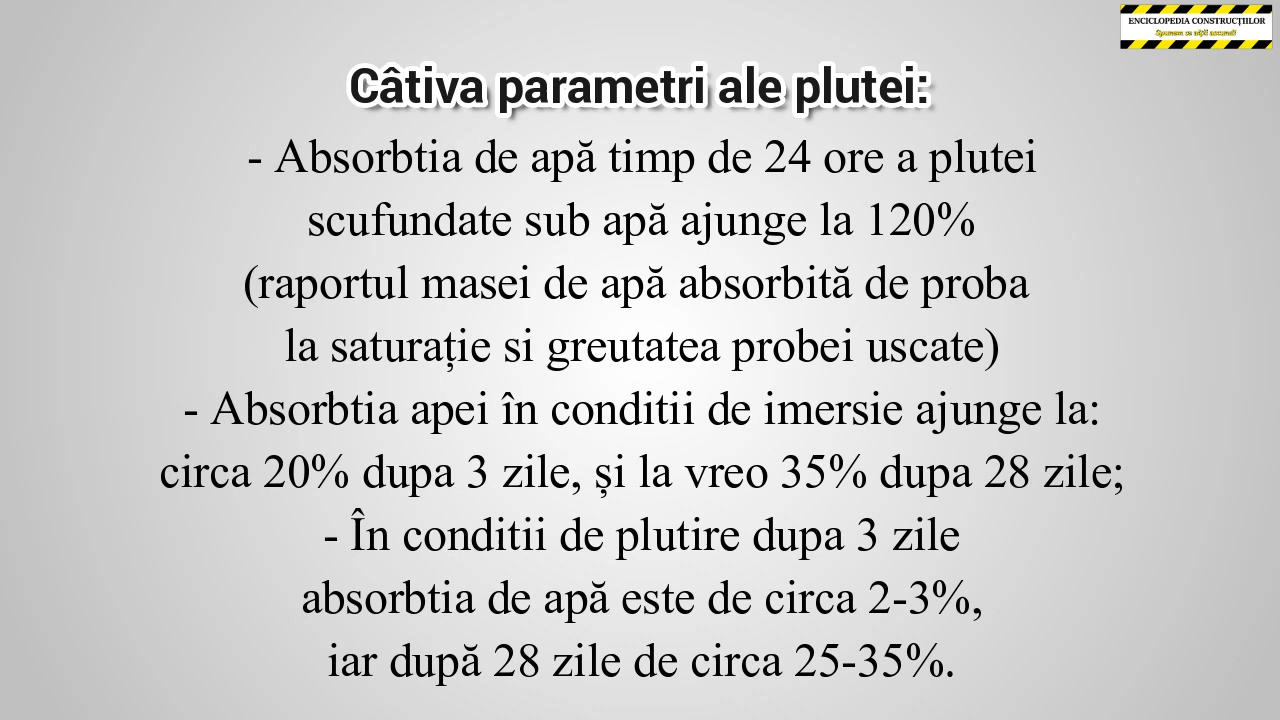 ENCICLOPEDIA CONSTRUCȚIILOR
Spunem ce alții ascund!
Câtiva parametri ale plutei:
- Absorbtia de apă timp de 24 ore a plutei
scufundate sub apă ajunge la 120%
(raportul masei de apă absorbită de proba
la saturație si greutatea probei uscate)
- Absorbtia apei în conditii de imersie ajunge la:
circa 20% dupa 3 zile, și la vreo 35% dupa 28 zile;
- În conditii de plutire dupa 3 zile
absorbtia de apă este de circa 2-3%,
iar după 28 zile de circa 25-35%.